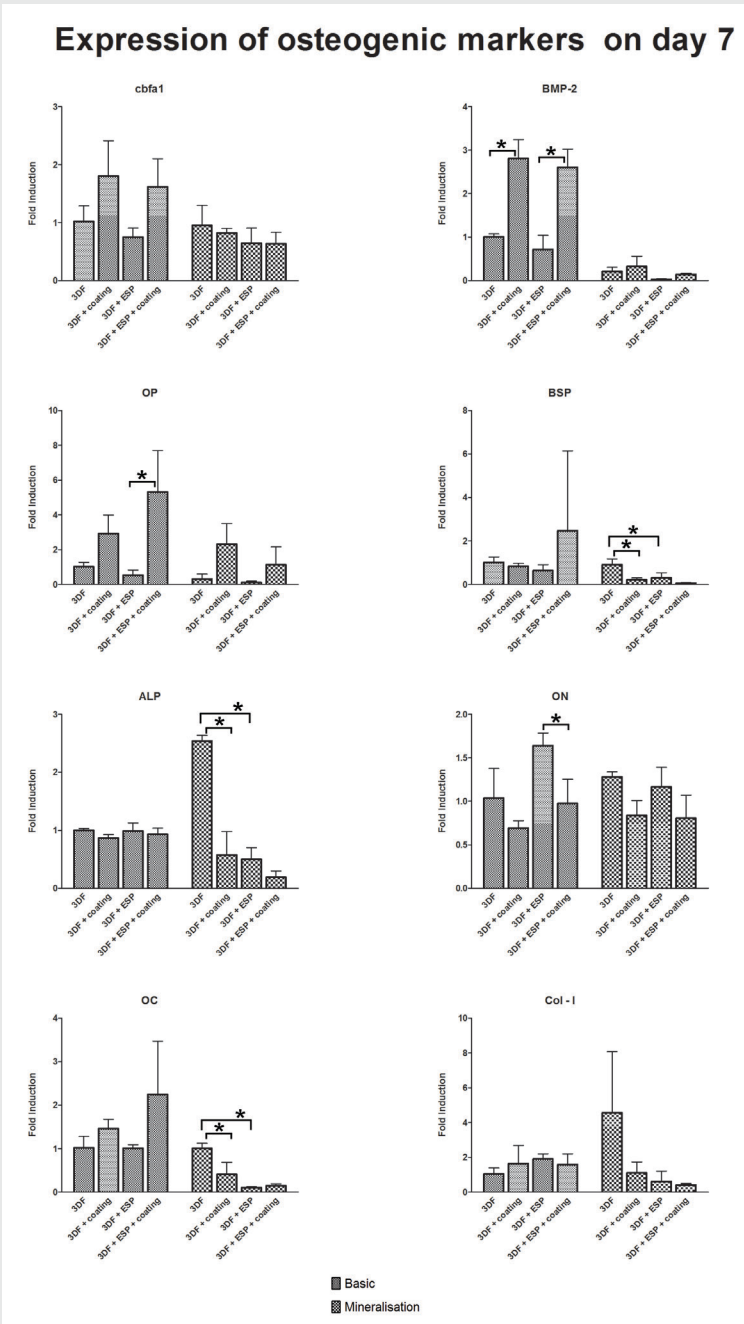 Expression of osteogenic markers on day 7
cbfa1
Fold Induction
3
2
1
0
3DF
3DF + coating
3DF + ESP
3DF + ESP + coating
3DF
3DF + coating
3DF + ESP
3DF + ESP + coating
BMP-2
Fold Induction
4
3
2
1
0
* *
3DF
3DF + coating
3DF + ESP
3DF + ESP + coating
3DF
3DF + coating
3DF + ESP
3DF + ESP + coating
OP
Fold Induction
10
8
6
4
2
0
*
3DF
3DF + coating
3DF + ESP
3DF + ESP + coating
3DF
3DF + coating
3DF + ESP
3DF + ESP + coating
BSP
Fold Induction
8
6
4
2
0
*
*
3DF
3DF + coating
3DF + ESP
3DF + ESP + coating
3DF
3DF + coating
3DF + ESP
3DF + ESP + coating
ALP
Fold Induction
3
2
1
0
*
*
3DF
3DF + coating
3DF + ESP
3DF + ESP + coating
3DF
3DF + coating
3DF + ESP
3DF + ESP + coating
ON
Fold Induction
2.0
1.5
1.0
0.5
0.0
*
3DF
3DF + coating
3DF + ESP
3DF + ESP + coating
3DF
3DF + coating
3DF + ESP
3DF + ESP + coating
OC
Fold Induction
4
3
2
1
0
*
*
3DF
3DF + coating
3DF + ESP
3DF + ESP + coating
3DF
3DF + coating
3DF + ESP
3DF + ESP + coating
Col - I
Fold Induction
10
8
6
4
2
0
3DF
3DF + coating
3DF + ESP
3DF + ESP + coating
3DF
3DF + coating
3DF + ESP
3DF + ESP + coating
Basic
Mineralisation